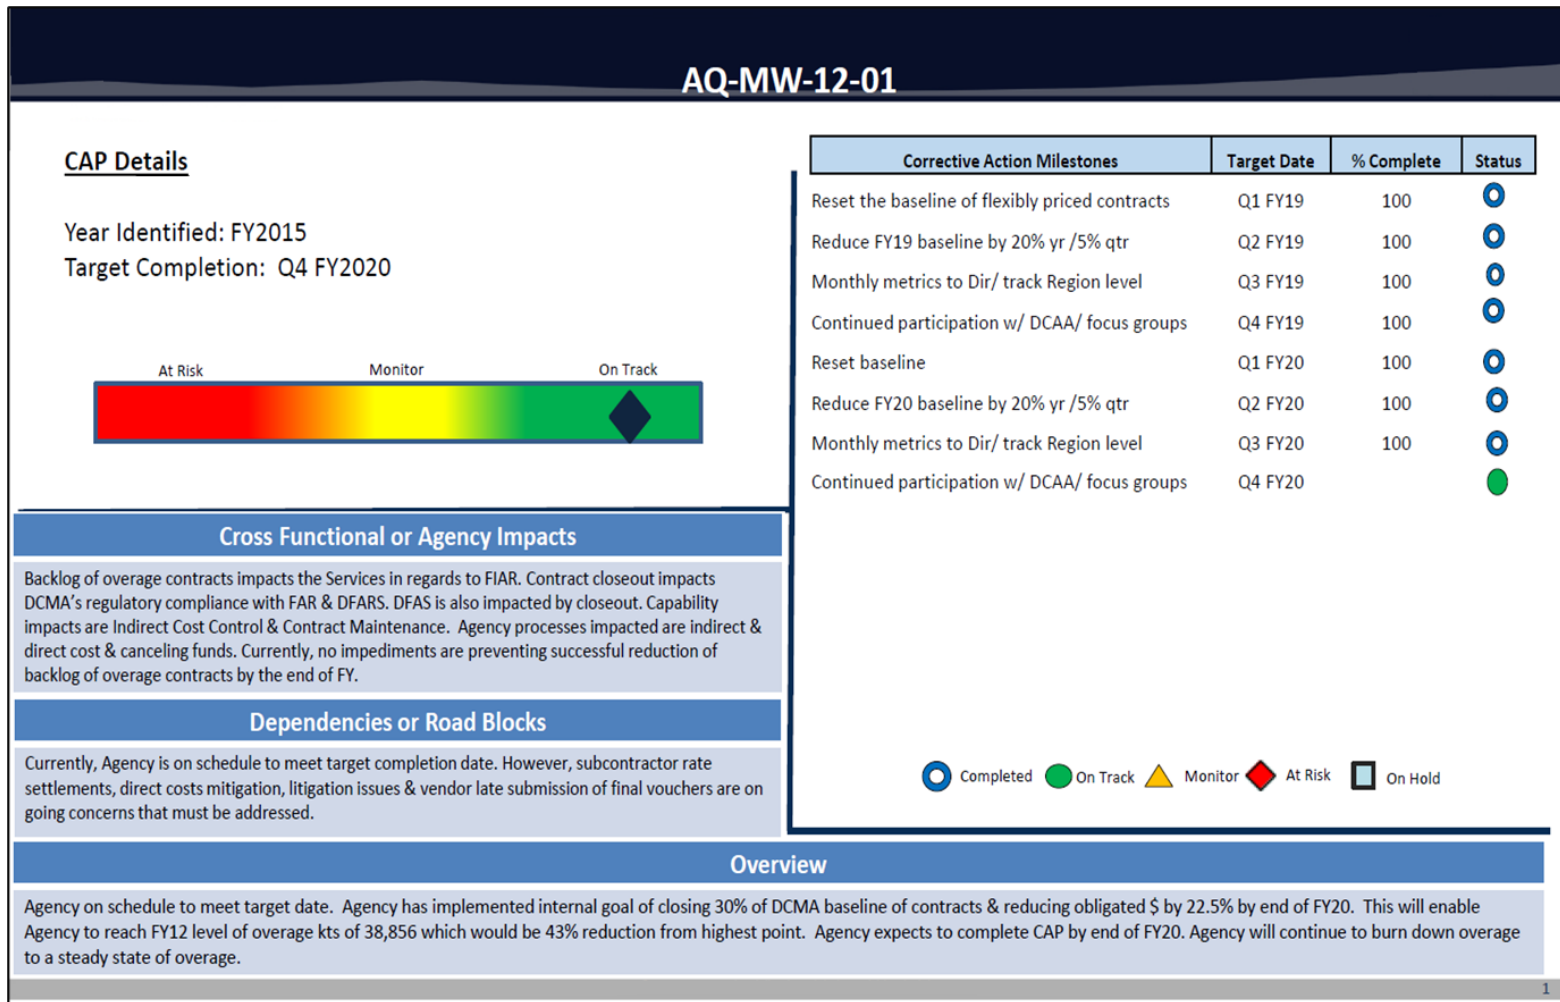 AQ-MW-12-01
CAP Details
Year Identified: FY2015
Target Completion: Q4 FY2020
At Risk Monitor On Track
Corrective Action Milestones Target Date % Complete Status
Reset the baseline of flexibly priced contracts Q1 FY19 100
Reduce FY19 baseline by 20% yr /5% qtr Q2 FY19 100
Monthly metrics to Dir/ track Region level Q3 FY19 100
Continued participation w/ DCAA/ focus groups Q4 FY19 100
Reset baseline Q1 FY20 100
Reduce FY20 baseline by 20% yr /5% qtr Q2 FY20 100
Monthly metrics to Dir/ track Region level Q3 FY20 100
Continued participation w/ DCAA/ focus groups Q4 FY20
Completed On Track Monitor At Risk On Hold
Cross Functional or Agency Impacts
Backlog of overage contracts impacts the Services in regards to FIAR. Contract closeout impacts
DCMA's regulatory compliance with FAR & DFARS. DFAS is also impacted by closeout. Capability
impacts are Indirect Cost Control & Contract Maintenance. Agency processes impacted are indirect &
direct cost & canceling funds. Currently, no impediments are preventing successful reduction of
backlog of overage contracts by the end of FY.
Dependencies or Road Blocks
Currently, Agency is on schedule to meet target completion date. However, subcontractor rate
settlements, direct costs mitigation, litigation issues & vendor late submission of final vouchers are on
going concerns that must be addressed.
Overview
Agency on schedule to meet target date. Agency has implemented internal goal of closing 30% of DCMA baseline of contracts & reducing obligated $ by 22.5% by end of FY20. This will enable
Agency to reach FY12 level of overage kts of 38,856 which would be 43% reduction from highest point. Agency expects to complete CAP by end of FY20. Agency will continue to burn down overage
to a steady state of overage.
1